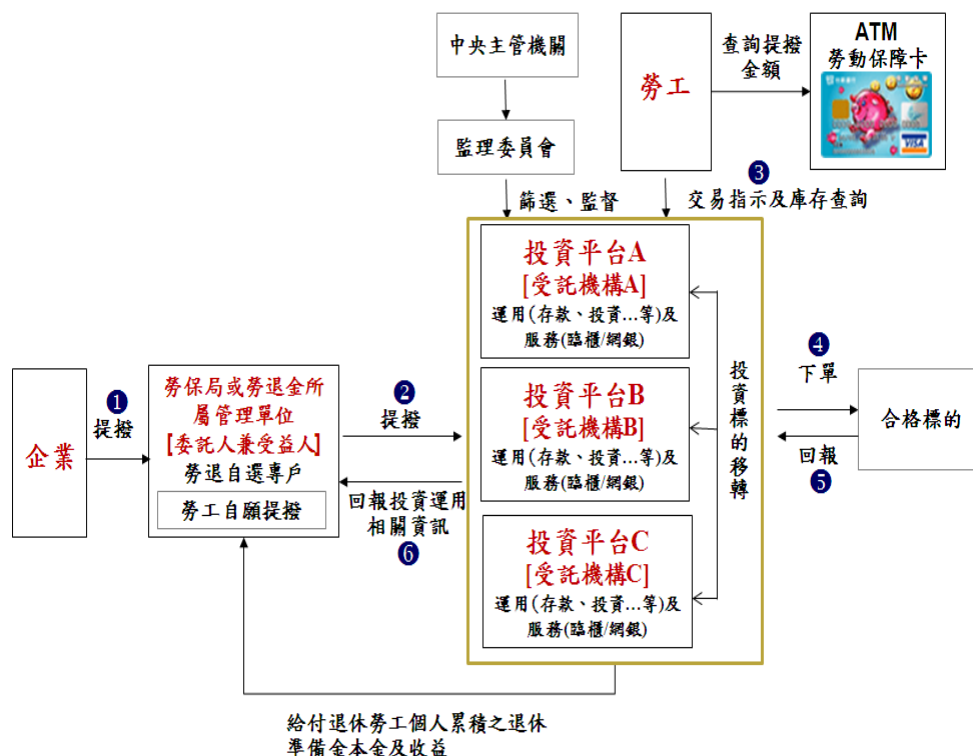 中央主管機關
監理委員會
篩選、監督
勞工
查詢提撥
金額
ATM
勞動保障卡
VISA
3
交易指示及庫存查詢
投資平台A
[受託機構A]
運用(存款、投資...等)及
服務(臨櫃/網銀)
投資平台B
[受託機構B]
運用(存款、投資...等)及
服務(臨櫃/網銀)
投資平台C
[受託機構C]
運用(存款、投資...等)及
服務(臨櫃/網銀)
投資標的移轉
企業
1
提撥
勞保局或勞退金所
屬管理單位
[委託人兼受益人]
勞退自選專戶
勞工自願提撥
2
提撥
回報投資運用
相關資訊
6
4
下單
回報
5
合格標的
給付退休勞工個人累積之退休
準備金本金及收益